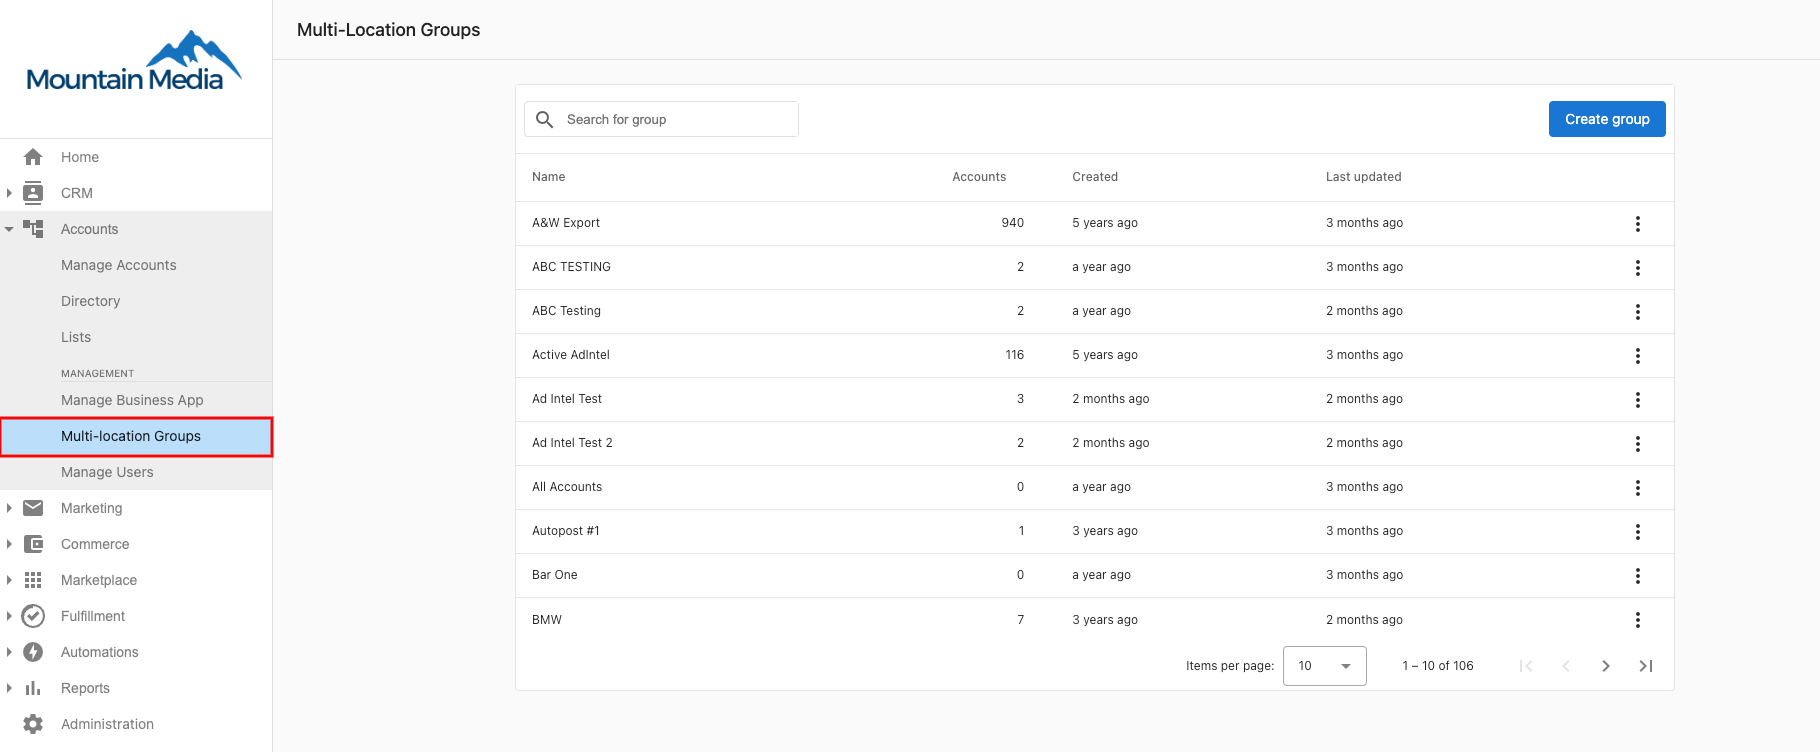 Mountain Media
Home
CRM
Accounts
Manage Accounts
Directory
Lists
MANAGEMENT
Manage Business App
Multi-location Groups
Manage Users
Marketing
Commerce
Marketplace
Fulfillment
Automations
Reports
Administration
Multi-Location Groups
Search for group
Create group
Name Accounts Created Last updated
A&W Export 940 5 years ago 3 months ago
ABC TESTING 2 a year ago 3 months ago
ABC Testing 2 a year ago 2 months ago
Active AdIntel 116 5 years ago 3 months ago
Ad Intel Test 3 2 months ago 2 months ago
Ad Intel Test 2 2 2 months ago 2 months ago
All Accounts 0 a year ago 3 months ago
Autopost #1 1 3 years ago 3 months ago
Bar One 0 a year ago 3 months ago
BMW 7 3 years ago 2 months ago
Items per page: 10 1 – 10 of 106